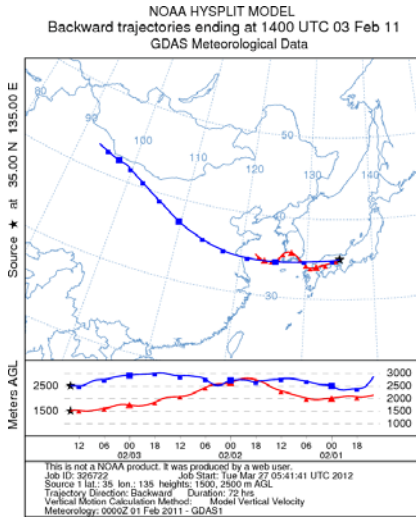 NOAA HYSPLIT MODEL
Backward trajectories ending at 1400 UTC 03 Feb 11
GDAS Meteorological Data
Source ★ at 35.00 N 135.00 E
80
90
100
110
120
130
140
50
30
Meters AGL
2500
1500
3000
2500
2000
1500
1000
12 06 00 18 12 06 00 18 12 06 00 18
02/03 02/02 02/01
This is not a NOAA product. It was produced by a web user.
Job ID: 326722 Job Start: Tue Mar 27 05:41:41 UTC 2012
Source 1 lat.: 35 lon.: 135 heights: 1500, 2500 m AGL
Trajectory Direction: Backward Duration: 72 hrs
Vertical Motion Calculation Method: Model Vertical Velocity
Meteorology: 0000Z 01 Feb 2011 - GDAS1